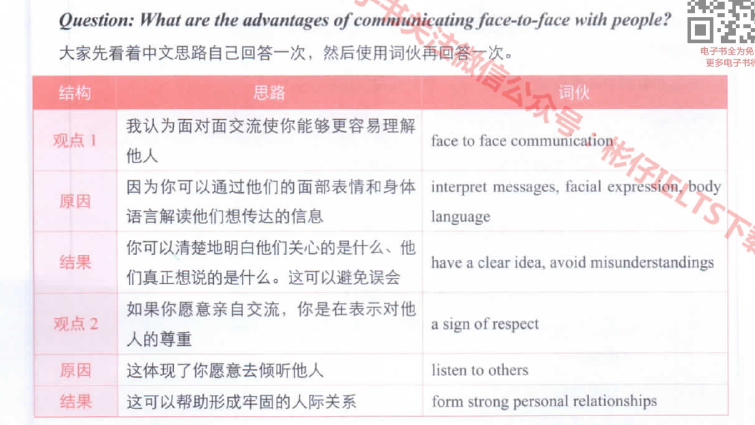 Question: What are the advantages of communicating face-to-face with people?
电子书全为免
更多电子书
大家先看着中文思路自己回答一次，然后使用词伙再回答一次。
结构 思路 词伙
观点 1
我认为面对面交流使你能够更容易理解
他人
face to face communication
原因
因为你可以通过他们的面部表情和身体
语言解读他们想传达的信息
interpret messages, facial expression, body
language
结果
你可以清楚地明白他们关心的是什么、他
们真正想说的是什么。这可以避免误会
have a clear idea, avoid misunderstandings
观点 2
如果你愿意亲自交流，你是在表示对他
人的尊重
a sign of respect
原因 这体现了你愿意去倾听他人 listen to others
结果 这可以帮助形成牢固的人际关系 form strong personal relationships
子书关注微信公众号：彬仔IELTS下载